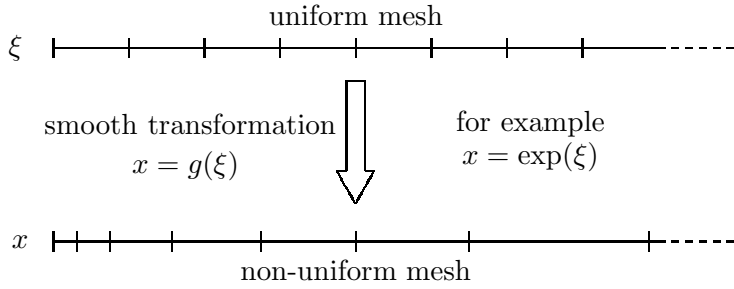 uniform mesh
ξ
smooth transformation
x = g(ξ)
for example
x = exp(ξ)
x
non-uniform mesh